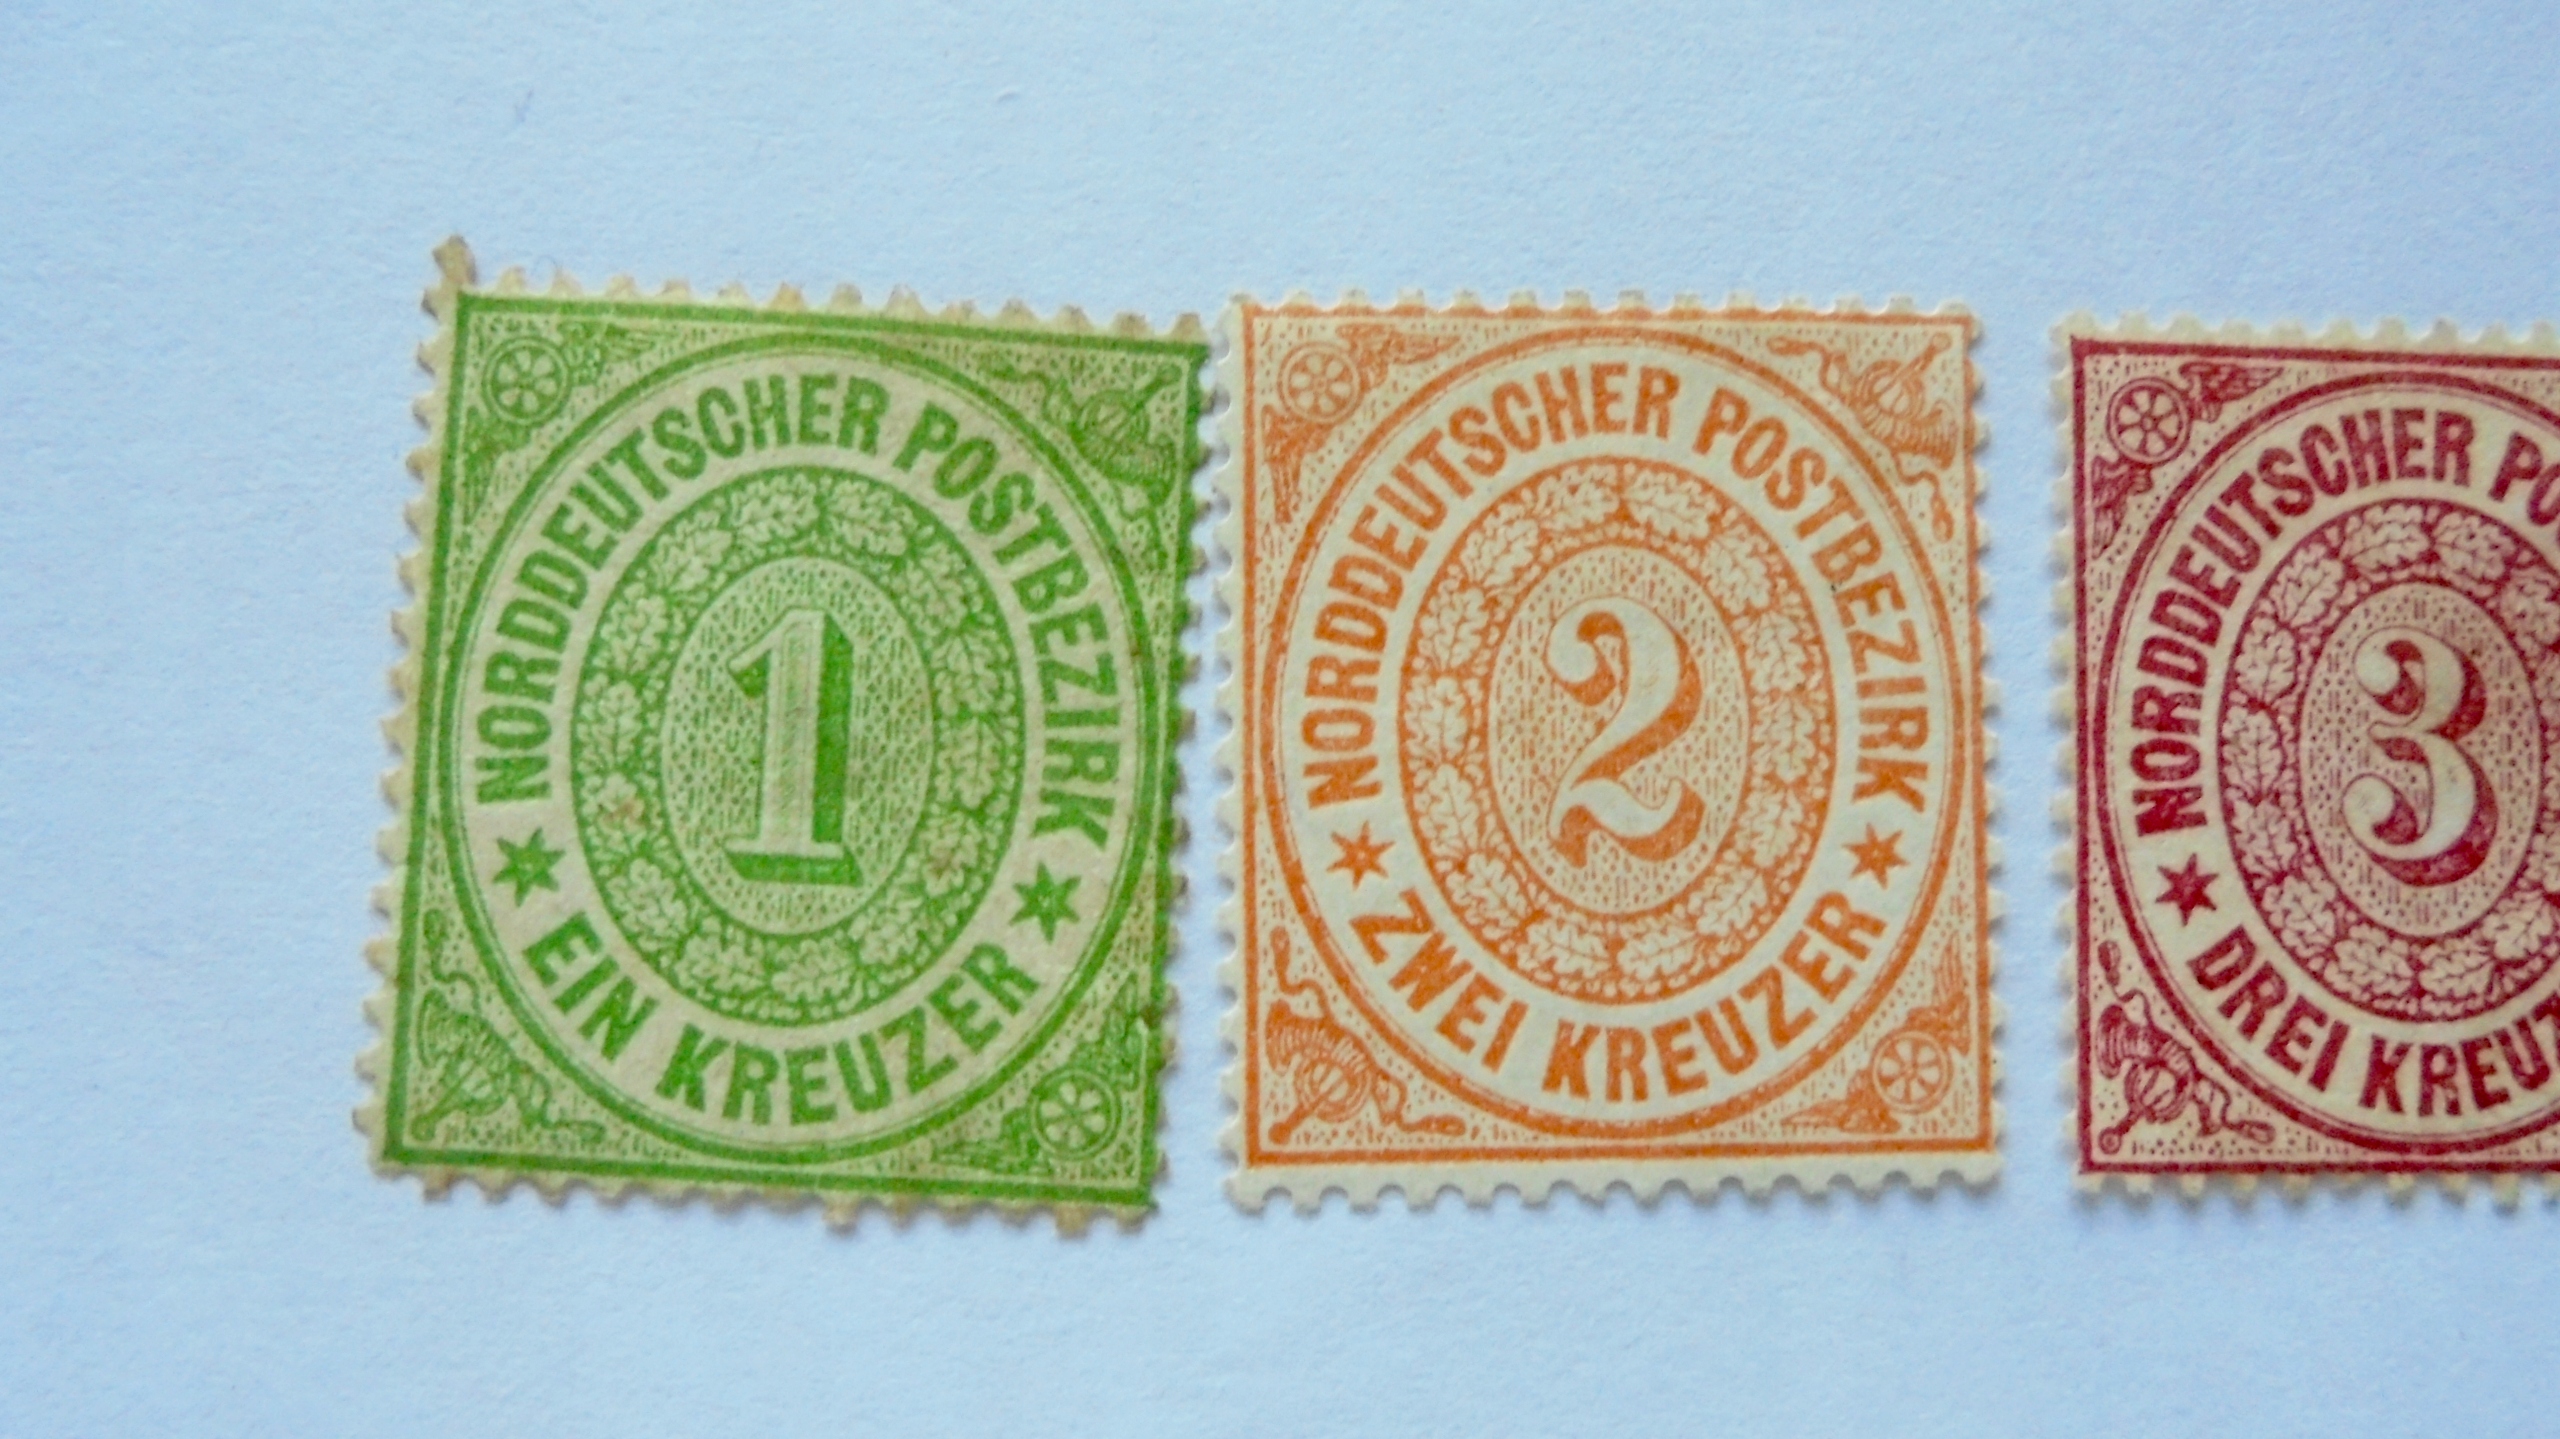 NORDDEUTSCHER POSTBEZIRK
1
EIN KREUZER
NORDDEUTSCHER POSTBEZIRK
2
ZWEI KREUZER
NORDDEUTSCHER
3
DREI